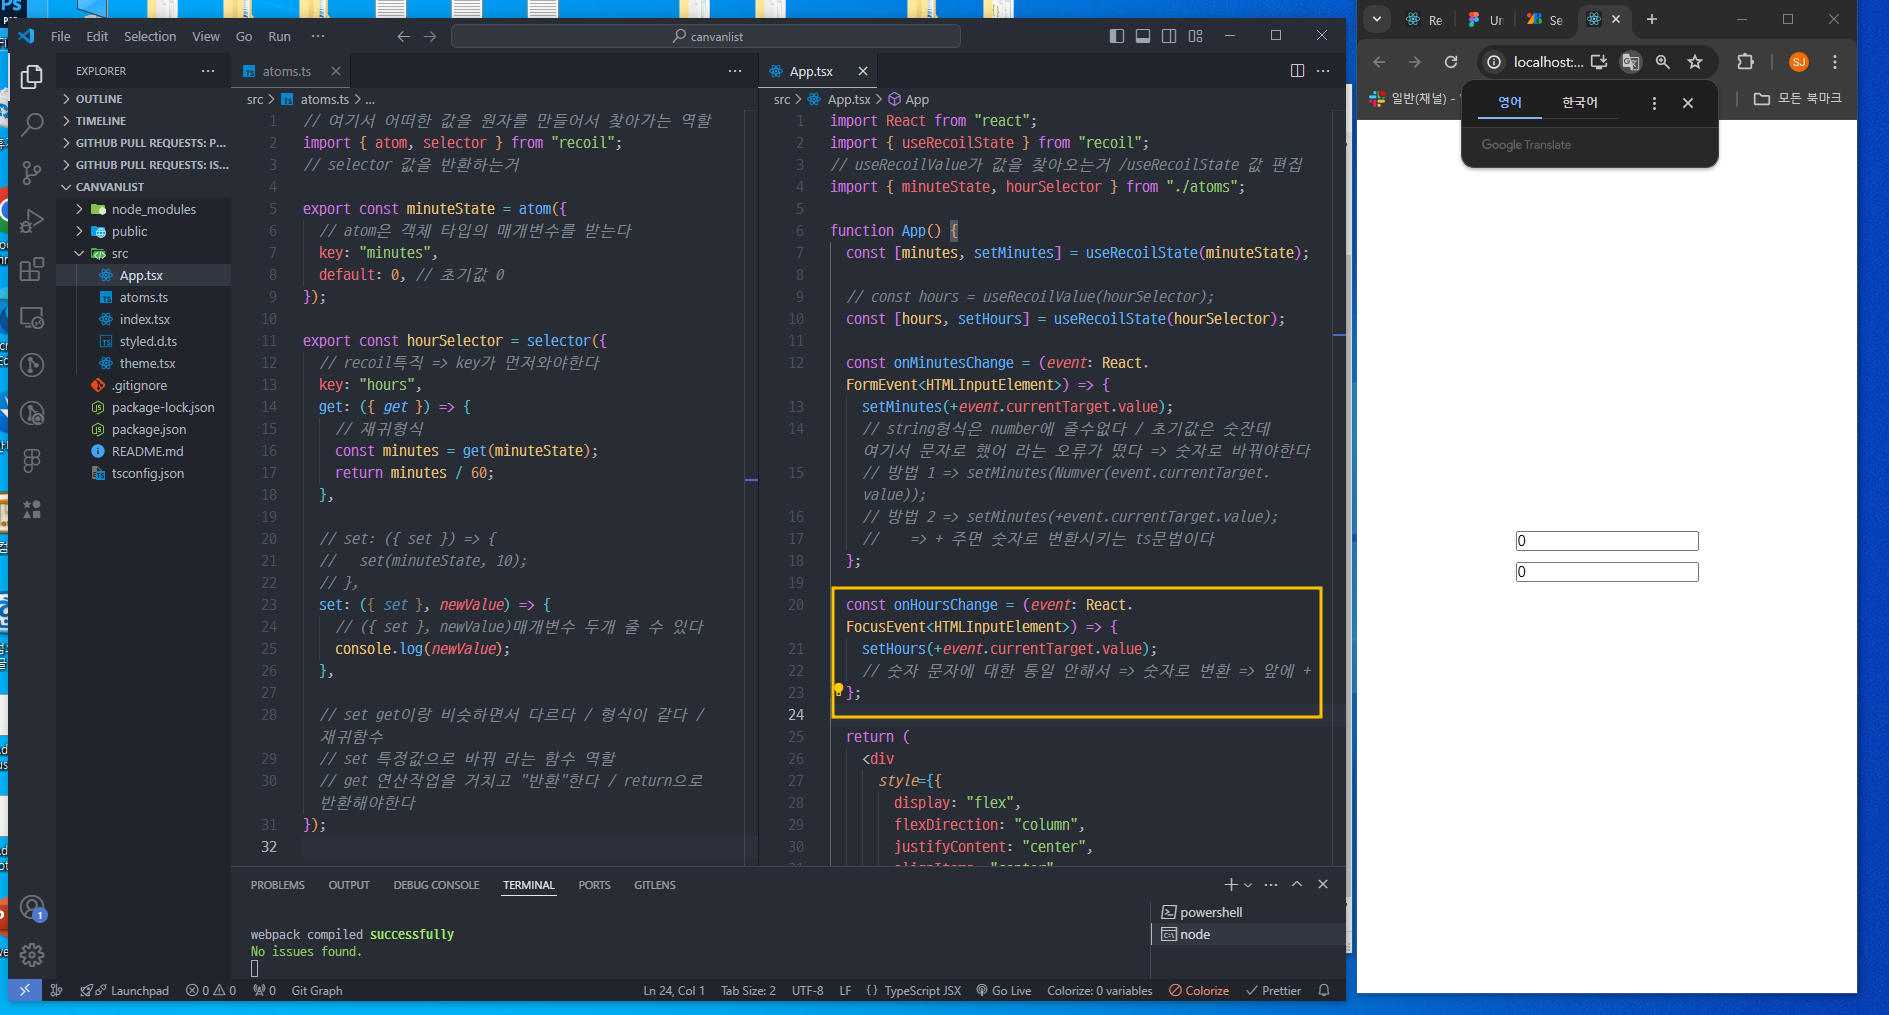 File Edit Selection View Go Run ···
canvanlist
EXPLORER
OUTLINE
TIMELINE
GITHUB PULL REQUESTS: P...
GITHUB PULL REQUESTS: IS...
CANVANLIST
node_modules
public
src
App.tsx
atoms.ts
index.tsx
styled.d.ts
theme.tsx
.gitignore
package-lock.json
package.json
README.md
tsconfig.json
atoms.ts
src > atoms.ts > ...
1 // 여기서 어떠한 값을 원자를 만들어서 찾아가는 역할
2 import { atom, selector } from "recoil";
3 // selector 값을 반환하는거
4
5 export const minuteState = atom({
6 // atom은 객체 타입의 매개변수를 받는다
7 key: "minutes",
8 default: 0, // 초기값 0
9 });
10
11 export const hourSelector = selector({
12 // recoil특직 => key가 먼저와야한다
13 key: "hours",
14 get: ({ get }) => {
15 // 재귀형식
16 const minutes = get(minuteState);
17 return minutes / 60;
18 },
19
20 // set: ({ set }) => {
21 //   set(minuteState, 10);
22 // },
23 set: ({ set }, newValue) => {
24 // ({ set }, newValue)매개변수 두개 줄 수 있다
25 console.log(newValue);
26 },
27
28 // set get이랑 비슷하면서 다르다 / 형식이 같다 /
재귀함수
29 // set 특정값으로 바꿔 라는 함수 역할
30 // get 연산작업을 거치고 "반환"한다 / return으로
반환해야한다
31 });
32
App.tsx
src > App.tsx > App
1 import React from "react";
2 import { useRecoilState } from "recoil";
3 // useRecoilValue가 값을 찾아오는거 /useRecoilState 값 편집
4 import { minuteState, hourSelector } from "./atoms";
5
6 function App() {
7 const [minutes, setMinutes] = useRecoilState(minuteState);
8
9 // const hours = useRecoilValue(hourSelector);
10 const [hours, setHours] = useRecoilState(hourSelector);
11
12 const onMinutesChange = (event: React.
FormEvent<HTMLInputElement>) => {
13 setMinutes(+event.currentTarget.value);
14 // string형식은 number에 줄수없다 / 초기값은 숫잔데
여기서 문자로 했어 라는 오류가 떴다 => 숫자로 바꿔야한다
15 // 방법 1 => setMinutes(Numver(event.currentTarget.
value));
16 // 방법 2 => setMinutes(+event.currentTarget.value);
17 //    => + 주면 숫자로 변환시키는 ts문법이다
18 };
19
20 const onHoursChange = (event: React.
FocusEvent<HTMLInputElement>) => {
21 setHours(+event.currentTarget.value);
22 // 숫자 문자에 대한 통일 안해서 => 숫자로 변환 => 앞에 +
23 };
24
25 return (
26 <div
27 style={{
28 display: "flex",
29 flexDirection: "column",
30 justifyContent: "center",
PROBLEMS OUTPUT DEBUG CONSOLE TERMINAL PORTS GITLENS
webpack compiled successfully
No issues found.
powershell
node
1
Launchpad 0 0 0 Git Graph
Ln 24, Col 1 Tab Size: 2 UTF-8 LF {} TypeScript JSX Go Live Colorize: 0 variables Colorize Prettier
Re Ur Se
localhost:...
SJ
일반(채널) -
모든 북마크
영어 한국어
Google Translate
0
0